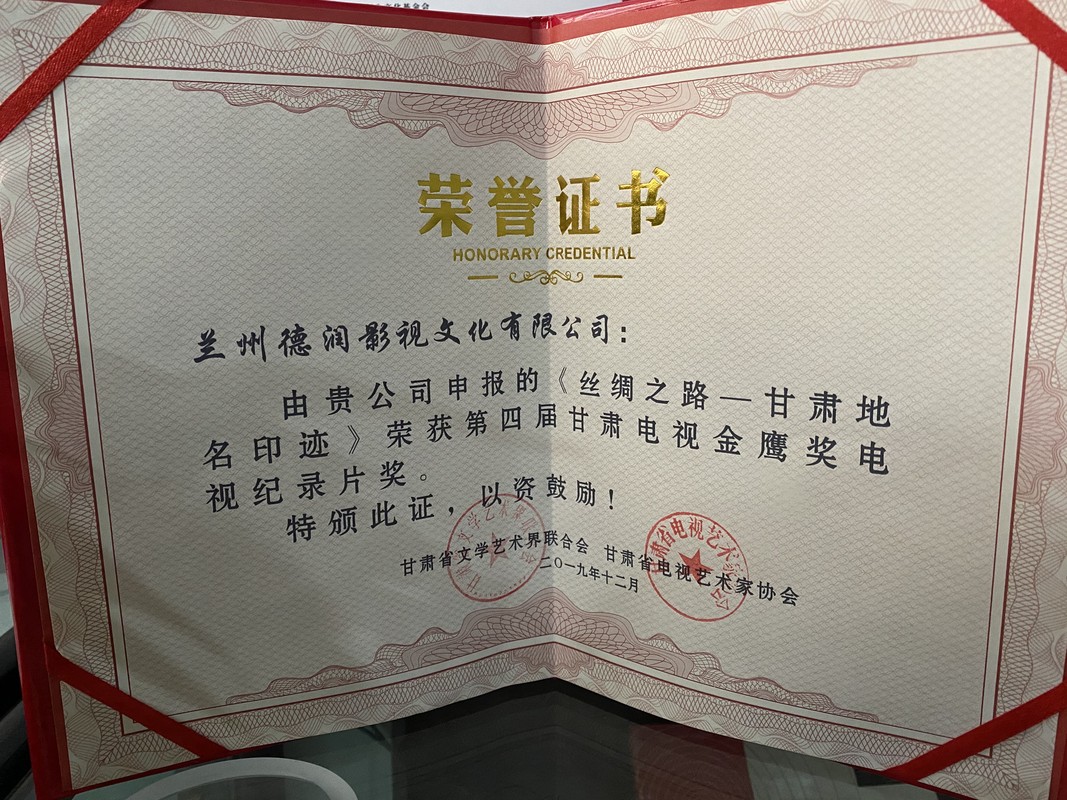 荣誉证书
HONORARY CREDENTIAL
兰州德润影视文化有限公司：
由贵公司申报的《丝绸之路—甘肃地
名印迹》荣获第四届甘肃电视金鹰奖电
视纪录片奖。
特颁此证，以资鼓励！
甘肃省文学艺术界联合会 甘肃省电视艺术家协会
二〇一九年十二月